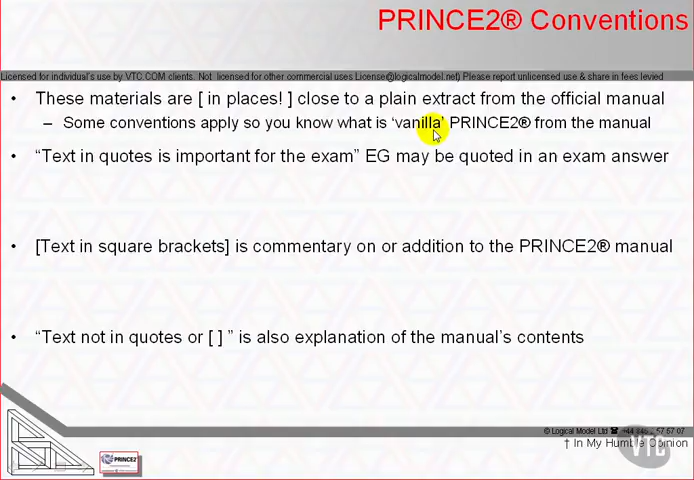 PRINCE2® Conventions
Licensed for individual's use by VTC.COM clients. Not licensed for other commercial uses License@logicalmodel.net) Please report unlicensed use & share in fees levied
• These materials are [ in places! ] close to a plain extract from the official manual
– Some conventions apply so you know what is ‘vanilla’ PRINCE2® from the manual
• “Text in quotes is important for the exam” EG may be quoted in an exam answer
• [Text in square brackets] is commentary on or addition to the PRINCE2® manual
• “Text not in quotes or [ ] ” is also explanation of the manual’s contents
© Logical Model Ltd ☎ 57 57 07
† In My Humble Opinion
VTC
PRINCE2